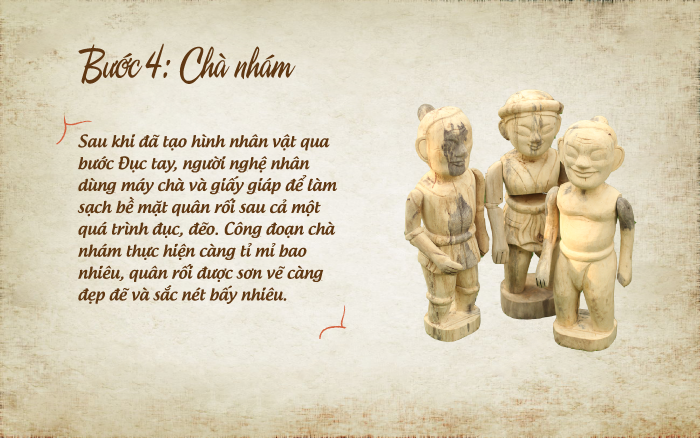 Bước 4: Chà nhám
Sau khi đã tạo hình nhân vật qua
bước Đục tay, người nghệ nhân
dùng máy chà và giấy giáp để làm
sạch bề mặt quân rối sau cả một
quá trình đục, đẽo. Công đoạn chà
nhám thực hiện càng tỉ mỉ bao
nhiêu, quân rối được sơn vẽ càng
đẹp đẽ và sắc nét bấy nhiêu.